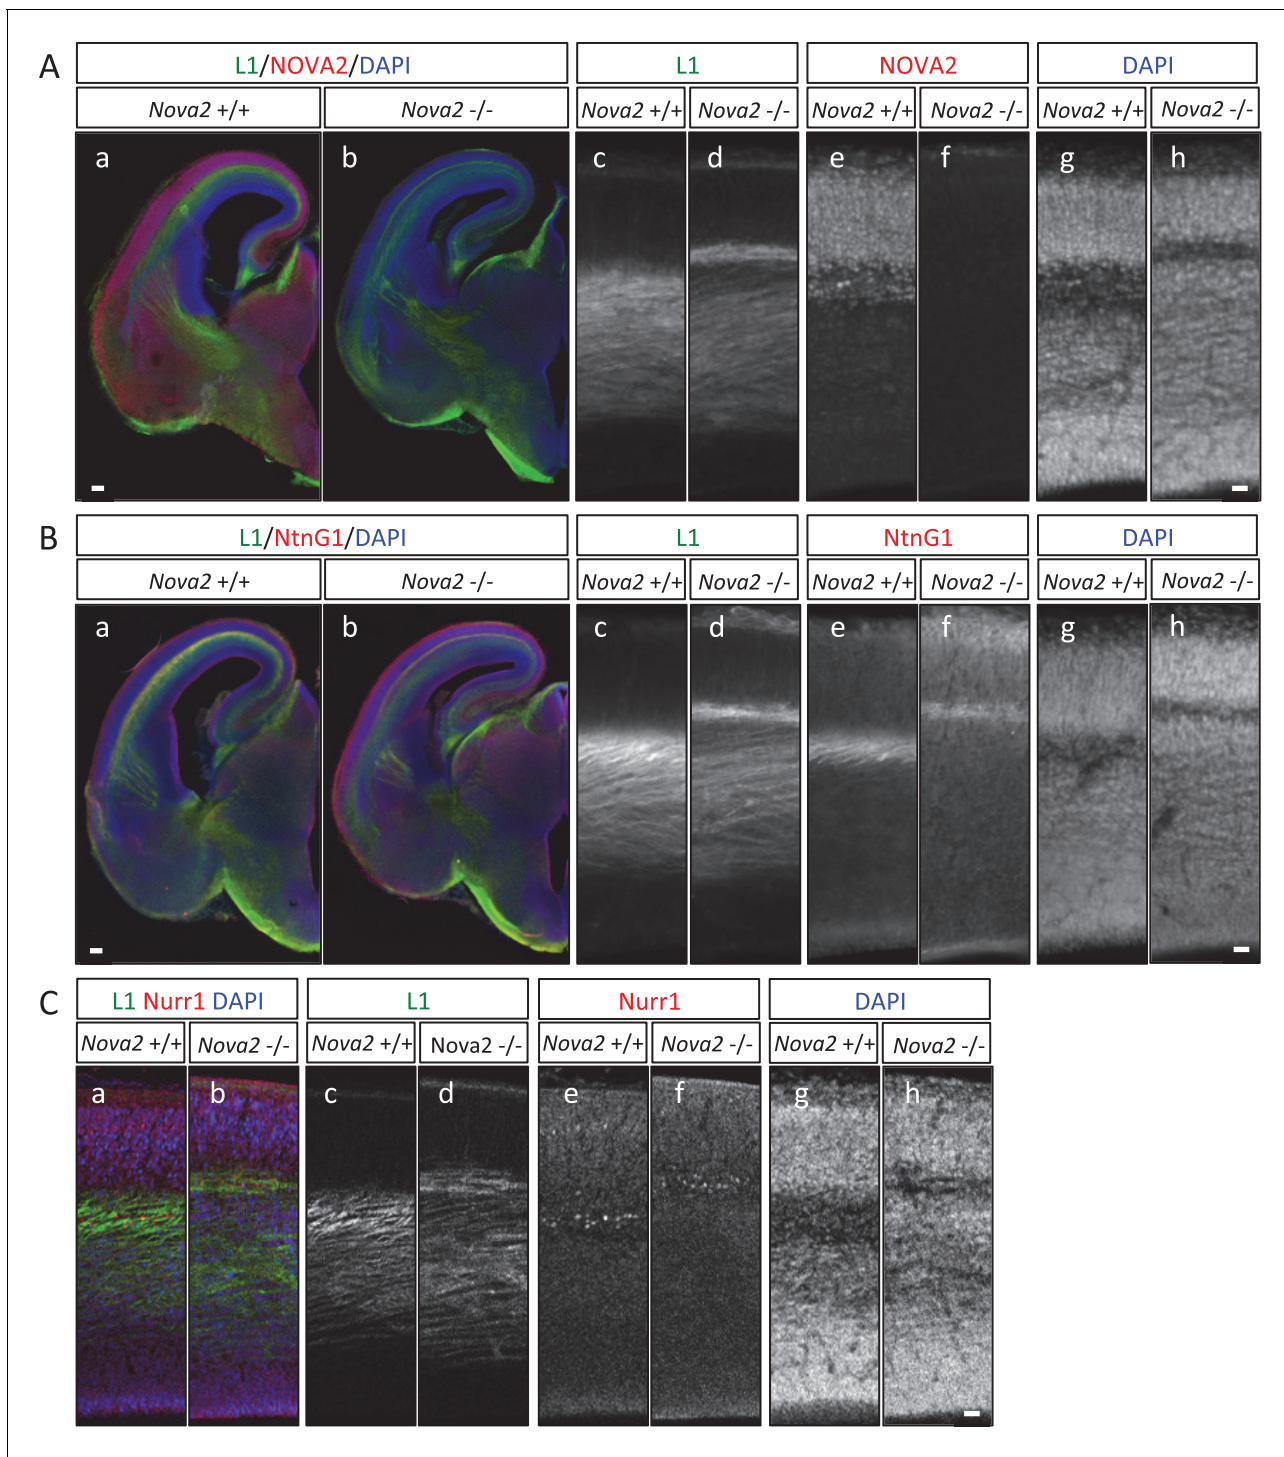 A
L1/NOVA2/DAPI L1 NOVA2 DAPI
Nova2 +/+ Nova2 -/- Nova2 +/+ Nova2 -/- Nova2 +/+ Nova2 -/- Nova2 +/+ Nova2 -/-
a b c d e f g h
B
L1/NtnG1/DAPI L1 NtnG1 DAPI
Nova2 +/+ Nova2 -/- Nova2 +/+ Nova2 -/- Nova2 +/+ Nova2 -/- Nova2 +/+ Nova2 -/-
a b c d e f g h
C
L1 Nurr1 DAPI L1 Nurr1 DAPI
Nova2 +/+ Nova2 -/- Nova2 +/+ Nova2 -/- Nova2 +/+ Nova2 -/- Nova2 +/+ Nova2 -/-
a b c d e f g h